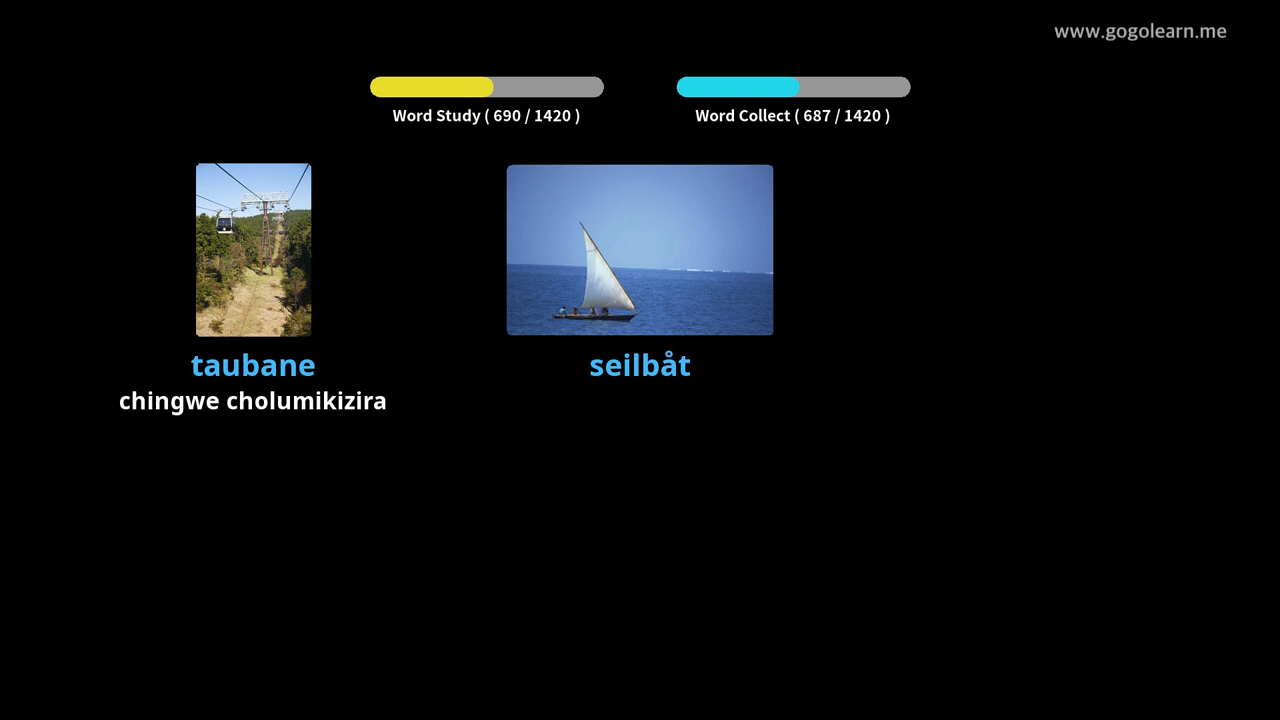 www.gogolearn.me
Word Study ( 690 / 1420 )
Word Collect ( 687 / 1420 )
taubane
chingwe cholumikizira
seilbåt